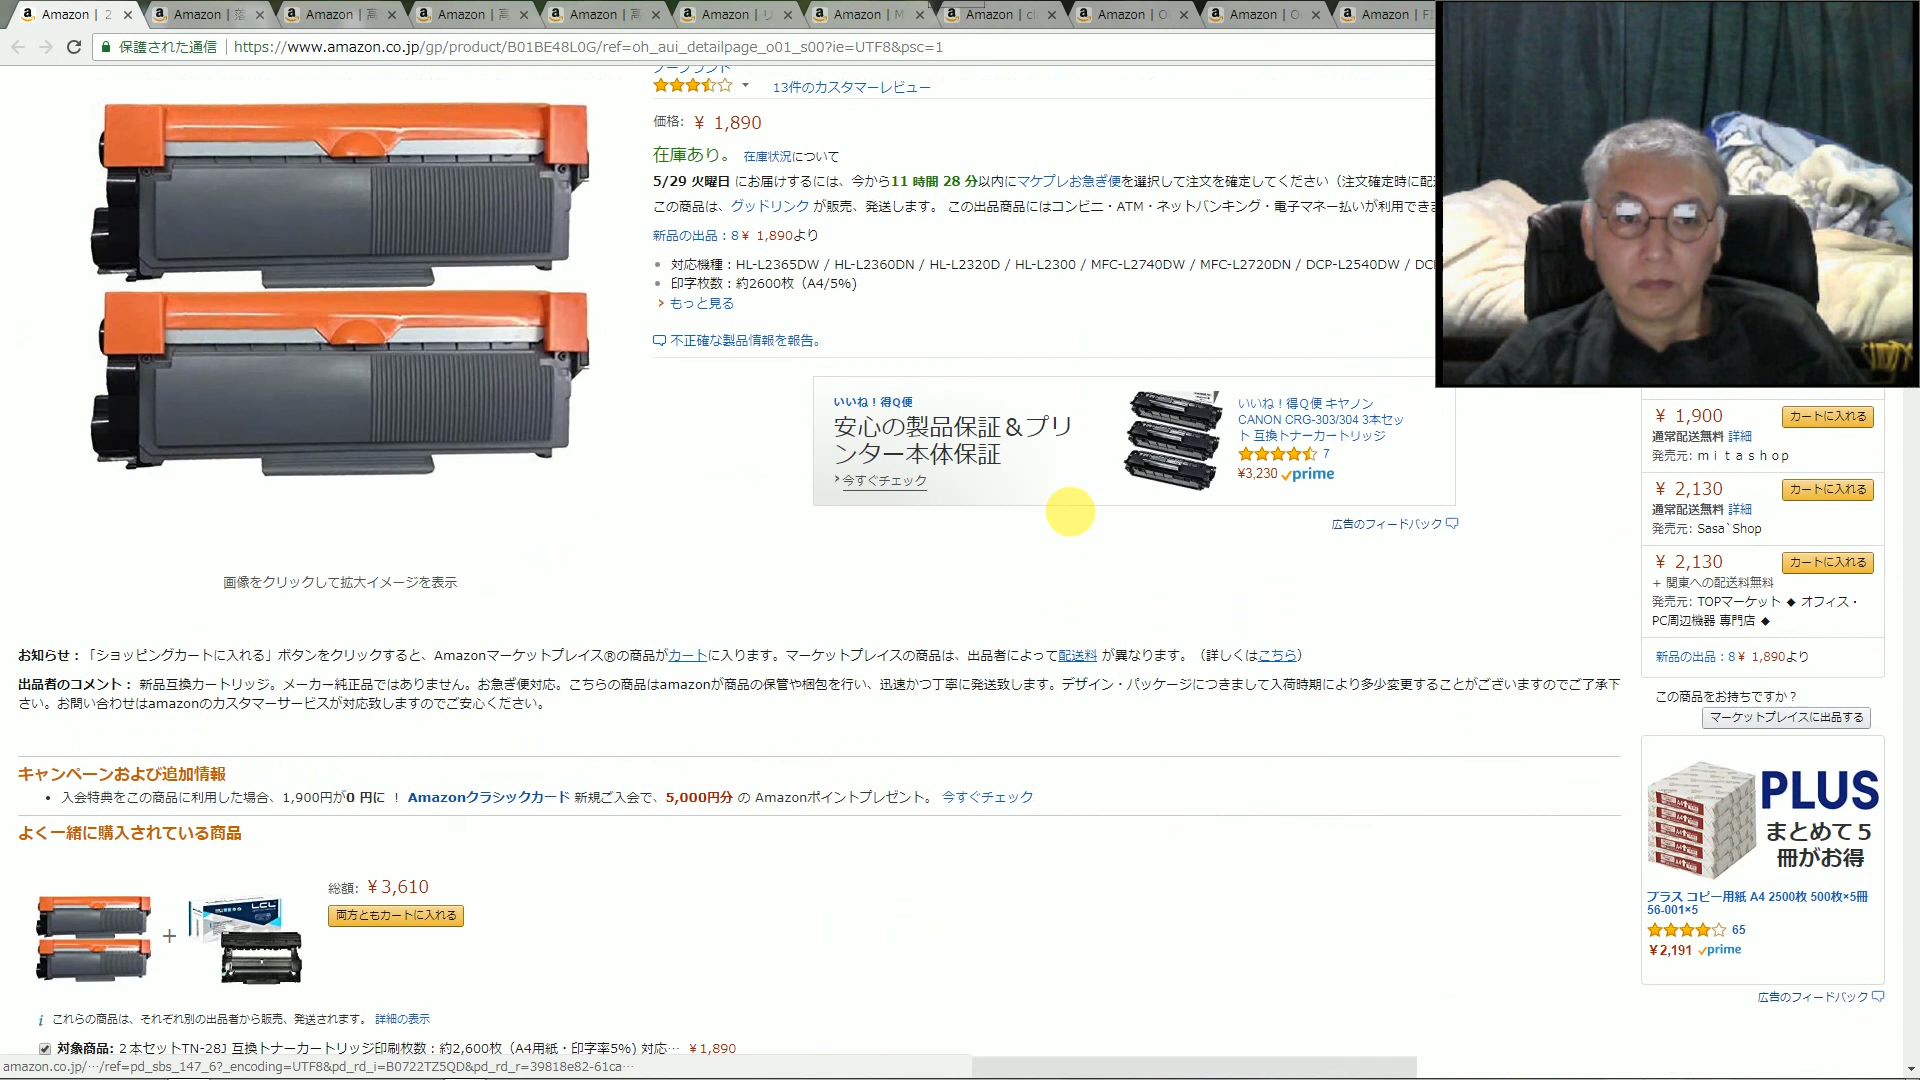 Amazon | 2
Amazon | 落
Amazon | 高
Amazon | 高
Amazon | 高
Amazon | リ
Amazon | M
Amazon | cl
Amazon | O
Amazon | O
Amazon | F
保護された通信
https://www.amazon.co.jp/gp/product/B01BE48L0G/ref=oh_aui_detailpage_o01_s00?ie=UTF8&psc=1
ノーブランド
13件のカスタマーレビュー
価格: ￥ 1,890
在庫あり。 在庫状況について
5/29 火曜日 にお届けするには、今から11 時間 28 分以内にマケプレお急ぎ便を選択して注文を確定してください（注文確定時に配
この商品は、グッドリンク が販売、発送します。 この出品商品にはコンビニ・ATM・ネットバンキング・電子マネー払いが利用できま
新品の出品：8￥ 1,890より
対応機種：HL-L2365DW / HL-L2360DN / HL-L2320D / HL-L2300 / MFC-L2740DW / MFC-L2720DN / DCP-L2540DW / DC
印字枚数：約2600枚（A4/5%)
もっと見る
不正確な製品情報を報告。
いいね！得Q便
安心の製品保証＆プリ
ンター本体保証
今すぐチェック
いいね！得Q便 キヤノン
CANON CRG-303/304 3本セッ
ト 互換トナーカートリッジ
7
¥3,230 prime
広告のフィードバック
画像をクリックして拡大イメージを表示
￥ 1,900 カートに入れる
通常配送無料 詳細
発売元: ｍｉｔａｓｈｏｐ
￥ 2,130 カートに入れる
通常配送無料 詳細
発売元: Sasa`Shop
￥ 2,130 カートに入れる
+ 関東への配送料無料
発売元: TOPマーケット ◆ オフィス・
PC周辺機器 専門店 ◆
新品の出品：8￥ 1,890より
この商品をお持ちですか？
マーケットプレイスに出品する
お知らせ：「ショッピングカートに入れる」ボタンをクリックすると、Amazonマーケットプレイス®の商品がカートに入ります。マーケットプレイスの商品は、出品者によって配送料 が異なります。（詳しくはこちら）
出品者のコメント： 新品互換カートリッジ。メーカー純正品ではありません。お急ぎ便対応。こちらの商品はamazonが商品の保管や梱包を行い、迅速かつ丁寧に発送致します。デザイン・パッケージにつきまして入荷時期により多少変更することがございますのでご了承下
さい。お問い合わせはamazonのカスタマーサービスが対応致しますのでご安心ください。
キャンペーンおよび追加情報
入会特典をこの商品に利用した場合、1,900円が0 円に ！ Amazonクラシックカード 新規ご入会で、5,000円分 の Amazonポイントプレゼント。 今すぐチェック
よく一緒に購入されている商品
LCL
+
総額: ￥3,610
両方ともカートに入れる
i これらの商品は、それぞれ別の出品者から販売、発送されます。 詳細の表示
対象商品: 2本セットTN-28J 互換トナーカートリッジ印刷枚数：約2,600枚（A4用紙・印字率5%) 対応… ￥1,890
PLUS
まとめて５
冊がお得
プラス コピー用紙 A4 2500枚 500枚×5冊
56-001×5
65
¥2,191 prime
広告のフィードバック
amazon.co.jp/…/ref=pd_sbs_147_6?_encoding=UTF8&pd_rd_i=B0722TZ5QD&pd_rd_r=39818e82-61ca…